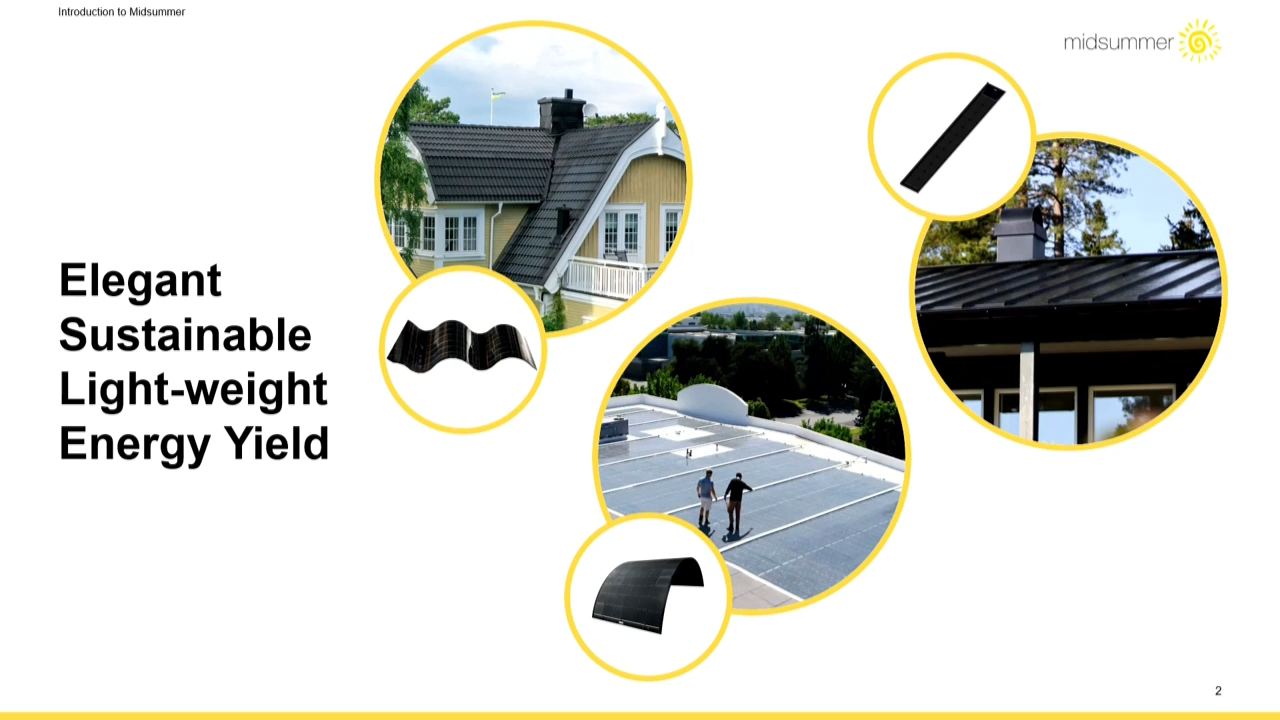 Introduction to Midsummer
midsummer
Elegant
Sustainable
Light-weight
Energy Yield
2